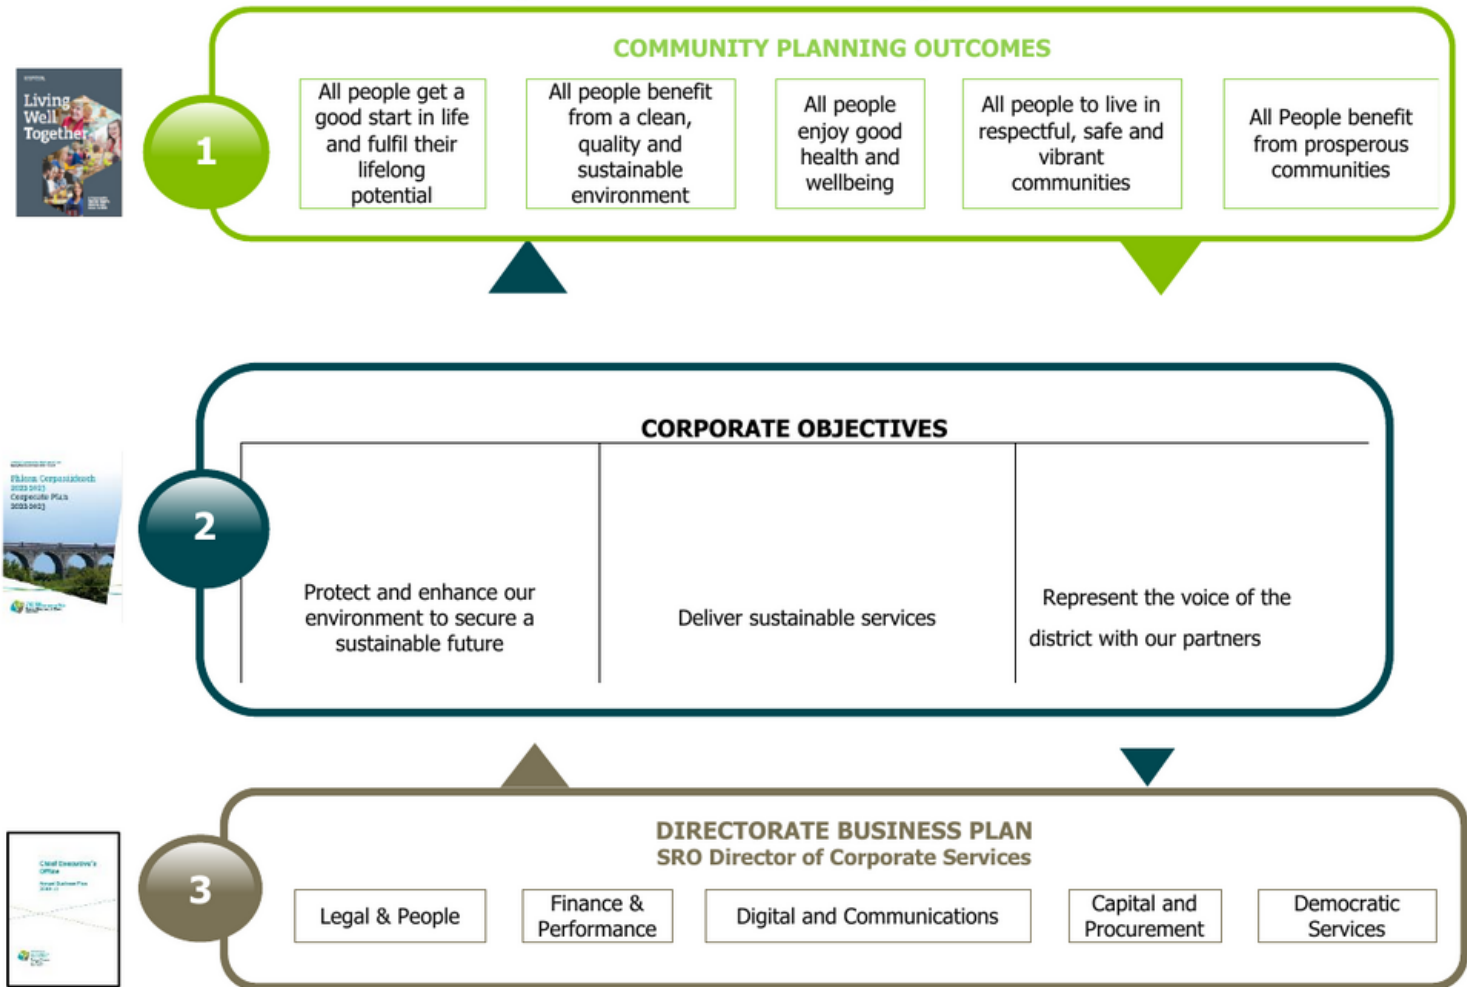 COMMUNITY PLANNING OUTCOMES
Living
Well
Together
1
All people get a
good start in life
and fulfil their
lifelong
potential
All people benefit
from a clean,
quality and
sustainable
environment
All people
enjoy good
health and
wellbeing
All people to live in
respectful, safe and
vibrant
communities
All People benefit
from prosperous
communities
CORPORATE OBJECTIVES
Corporate Plan
2
Protect and enhance our
environment to secure a
sustainable future
Deliver sustainable services
Represent the voice of the
district with our partners
DIRECTORATE BUSINESS PLAN
SRO Director of Corporate Services
Chief Executive's
Office
3
Legal & People
Finance &
Performance
Digital and Communications
Capital and
Procurement
Democratic
Services